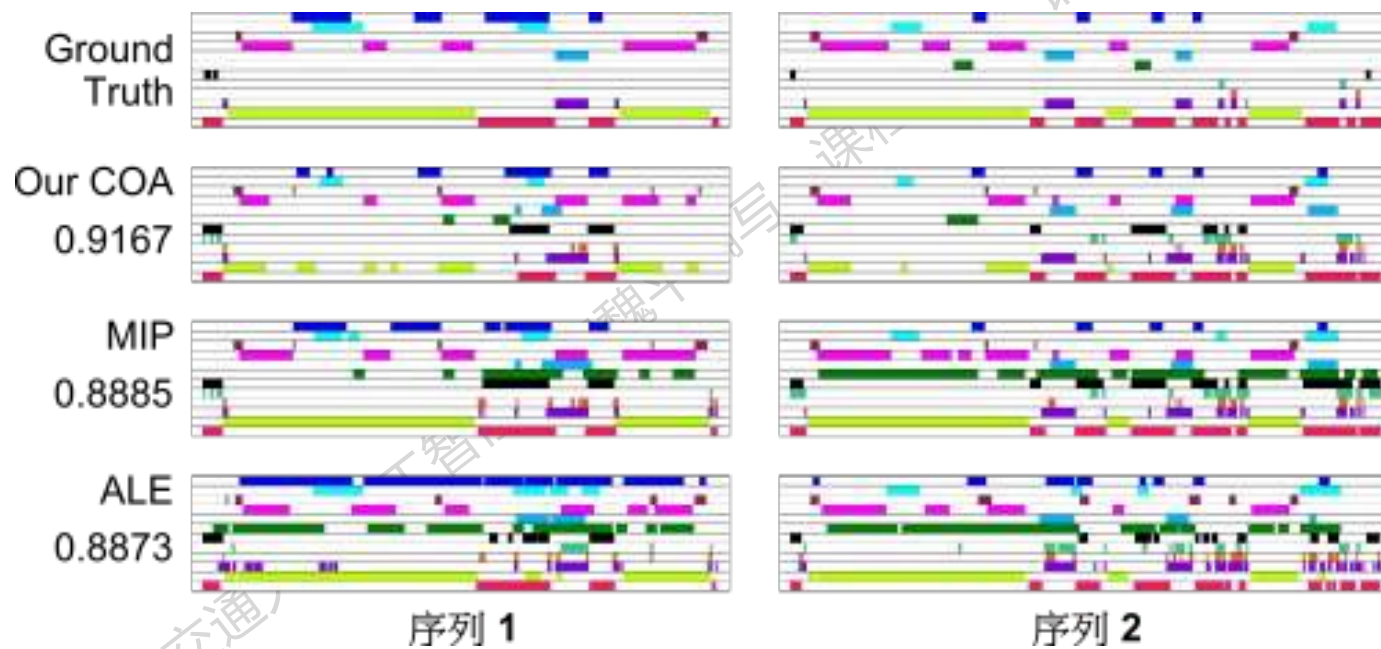 Ground
Truth
Our COA
0.9167
MIP
0.8885
ALE
0.8873
序列 1
序列 2